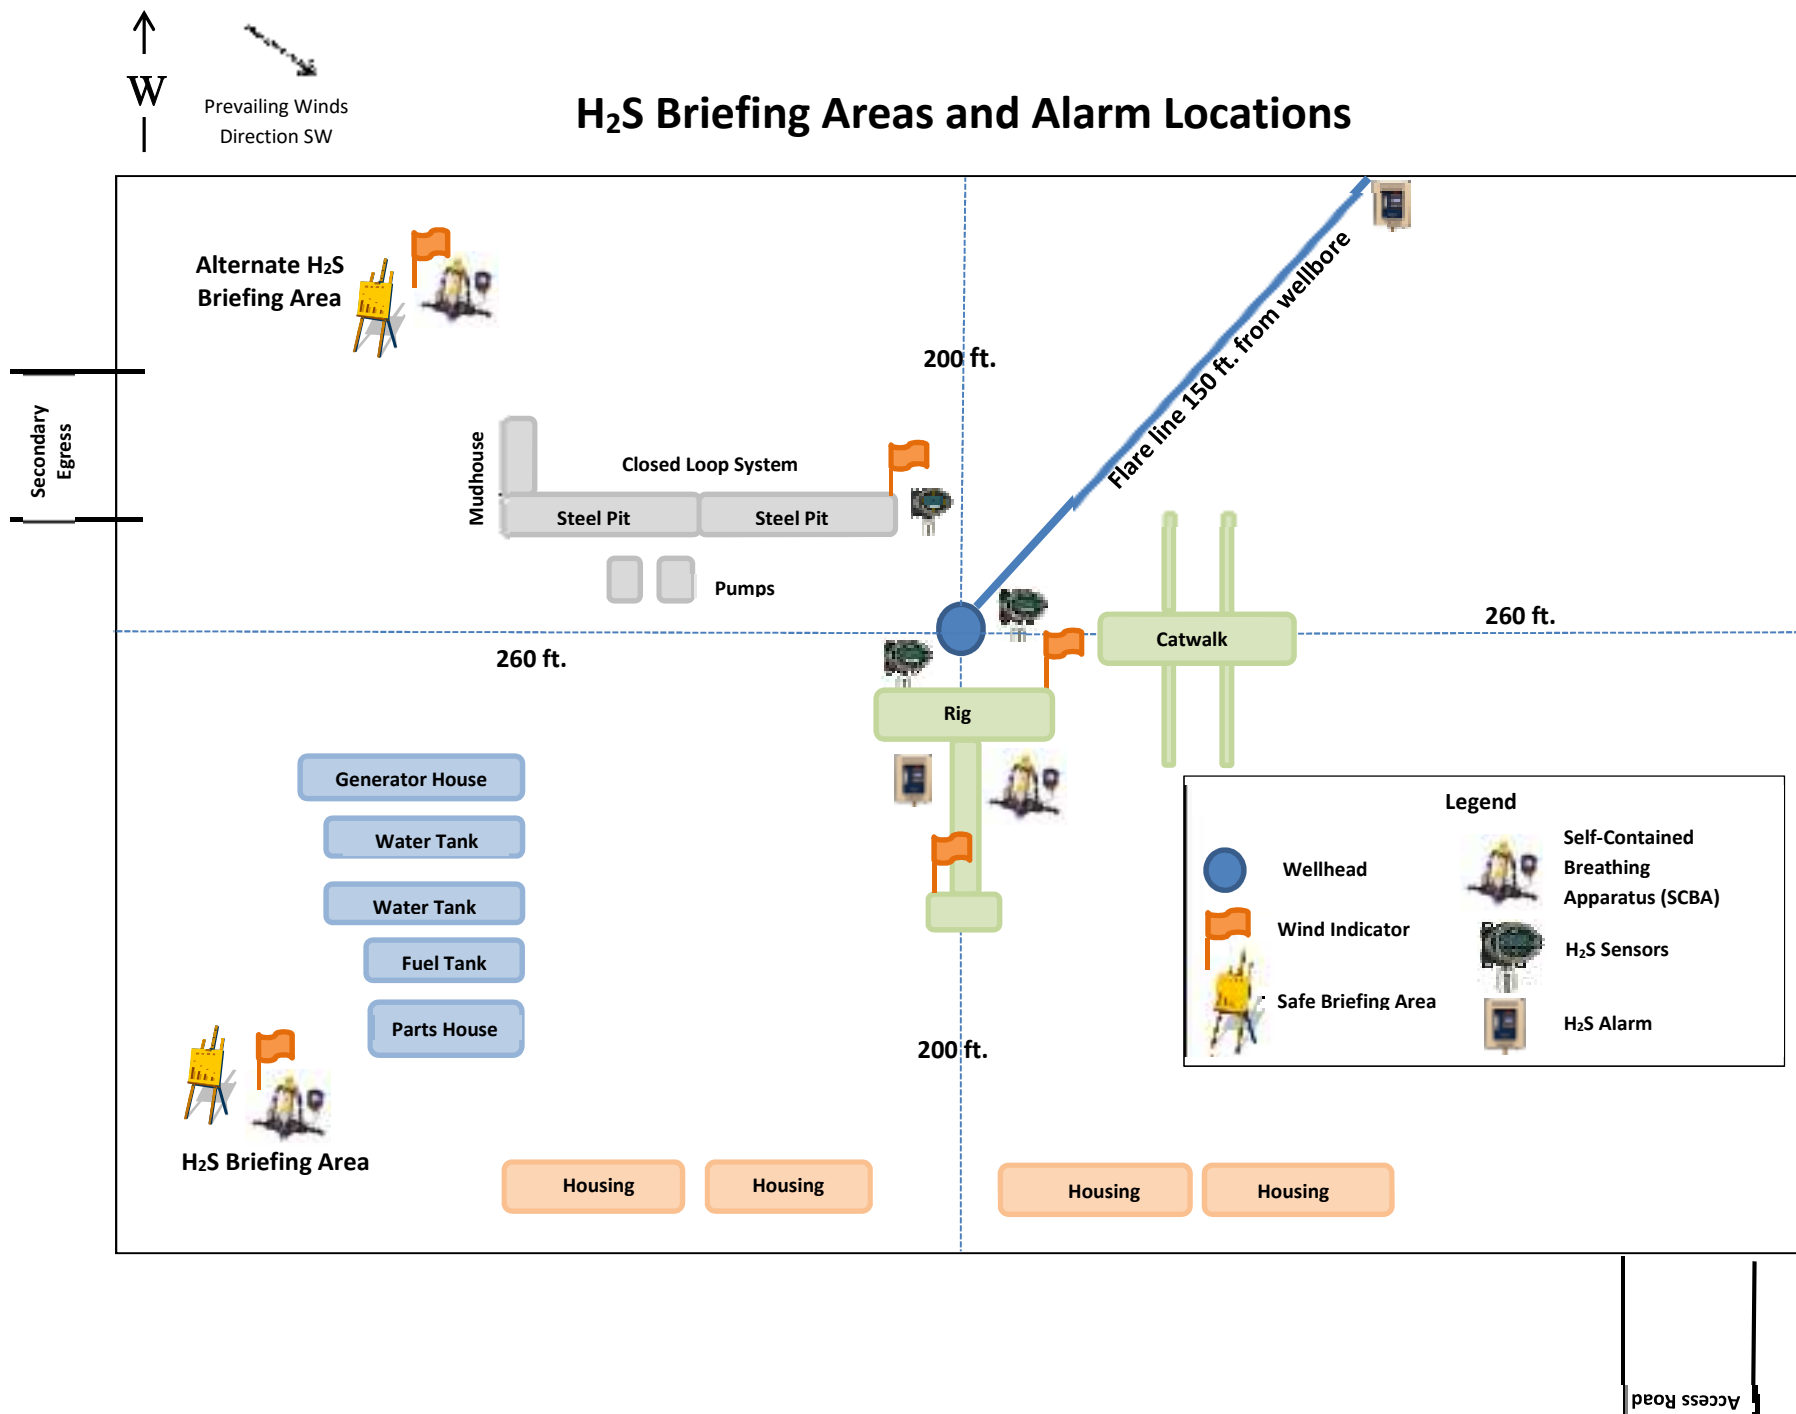 W
Prevailing Winds
Direction SW
H₂S Briefing Areas and Alarm Locations
Alternate H₂S
Briefing Area
200 ft.
Flare line 150 ft. from wellbore
Secondary
Egress
Mudhouse
Closed Loop System
Steel Pit
Steel Pit
Pumps
260 ft.
260 ft.
Catwalk
Rig
Generator House
Water Tank
Water Tank
Fuel Tank
Parts House
200 ft.
H₂S Briefing Area
Housing
Housing
Housing
Housing
Legend
Wellhead
Wind Indicator
Safe Briefing Area
Self-Contained
Breathing
Apparatus (SCBA)
H₂S Sensors
H₂S Alarm
Access Road